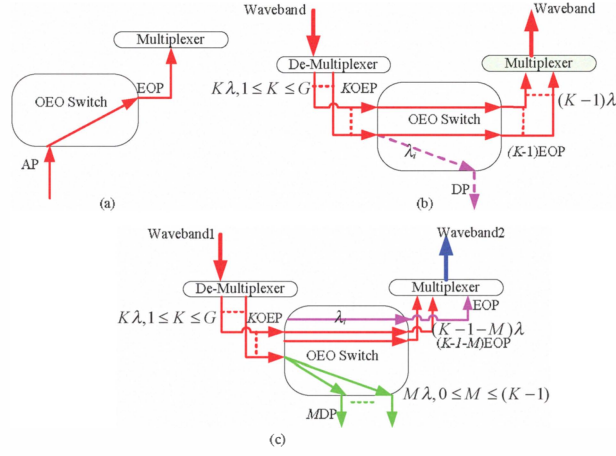 Multiplexer
EOP
OEO Switch
AP
(a)
Waveband
De-Multiplexer
Kλ,1≤K≤G
KOEP
OEO Switch
λi
DP
(b)
Waveband
Multiplexer
(K−1)λ
(K-1)EOP
Waveband1
De-Multiplexer
Kλ,1≤K≤G
KOEP
λi
OEO Switch
MDP
(c)
Waveband2
Multiplexer
EOP
(K−1−M)λ
(K-1-M)EOP
Mλ,0≤M≤(K−1)